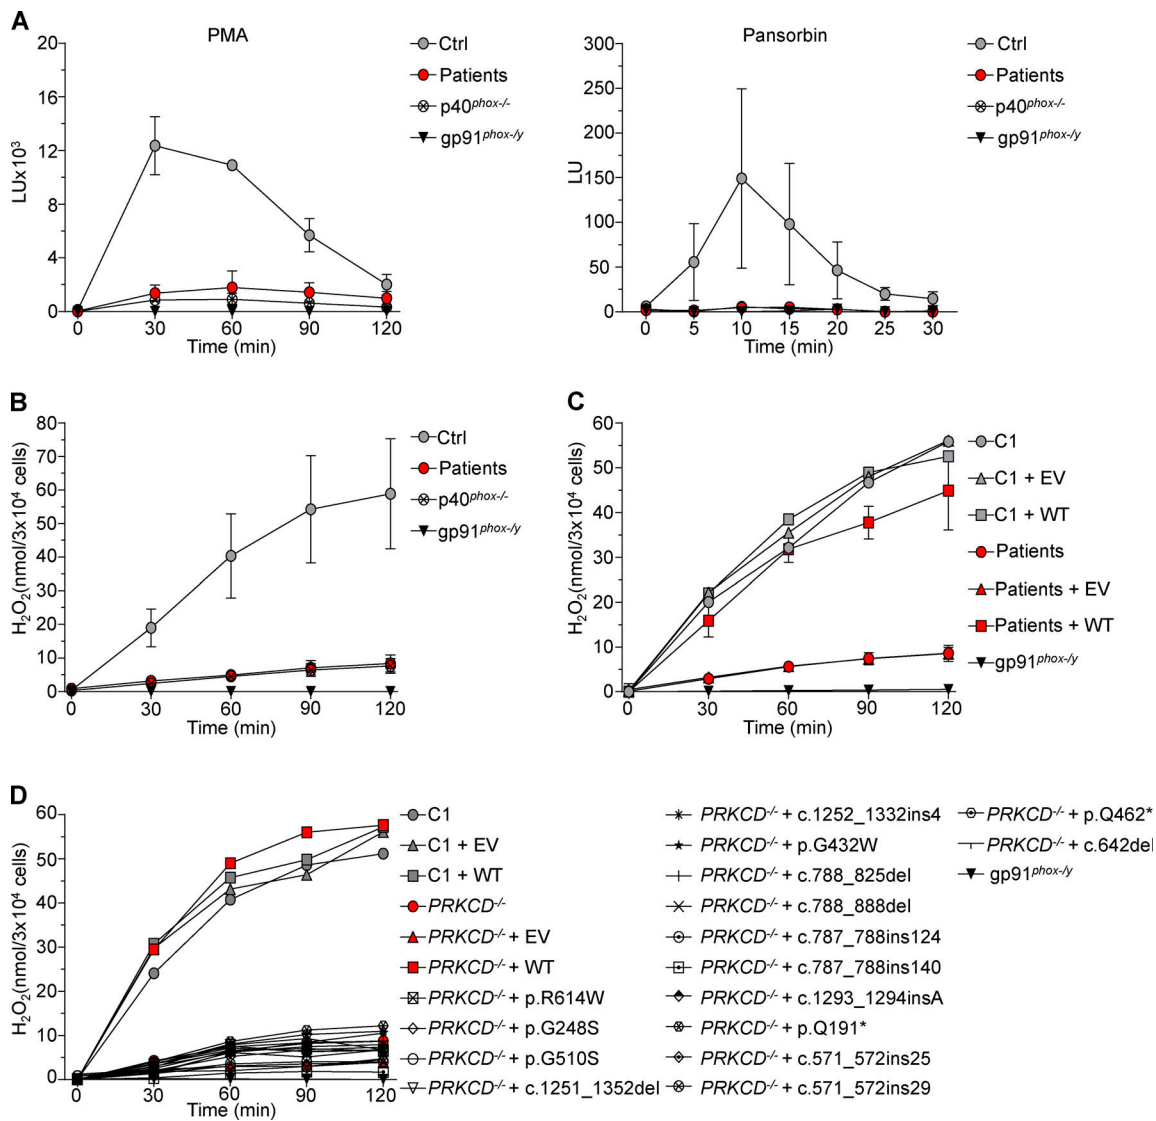 A
PMA
LUx10³
20
16
12
8
4
0
0 30 60 90 120
Time (min)
Ctrl
Patients
p40phox-/-
gp91phox-/y
Pansorbin
LU
300
250
200
150
100
50
0
0 5 10 15 20 25 30
Time (min)
Ctrl
Patients
p40phox-/-
gp91phox-/y
B
H₂O₂(nmol/3x10⁴ cells)
80
70
60
50
40
30
20
10
0
0 30 60 90 120
Time (min)
Ctrl
Patients
p40phox-/-
gp91phox-/y
C
H₂O₂(nmol/3x10⁴ cells)
60
50
40
30
20
10
0
0 30 60 90 120
Time (min)
C1
C1 + EV
C1 + WT
Patients
Patients + EV
Patients + WT
gp91phox-/y
D
H₂O₂(nmol/3x10⁴ cells)
60
50
40
30
20
10
0
0 30 60 90 120
Time (min)
C1
C1 + EV
C1 + WT
PRKCD-/-
PRKCD-/- + EV
PRKCD-/- + WT
PRKCD-/- + p.R614W
PRKCD-/- + p.G248S
PRKCD-/- + p.G510S
PRKCD-/- + c.1251_1352del
PRKCD-/- + c.1252_1332ins4
PRKCD-/- + p.G432W
PRKCD-/- + c.788_825del
PRKCD-/- + c.788_888del
PRKCD-/- + c.787_788ins124
PRKCD-/- + c.787_788ins140
PRKCD-/- + c.1293_1294insA
PRKCD-/- + p.Q191*
PRKCD-/- + c.571_572ins25
PRKCD-/- + c.571_572ins29
PRKCD-/- + p.Q462*
PRKCD-/- + c.642del
gp91phox-/y